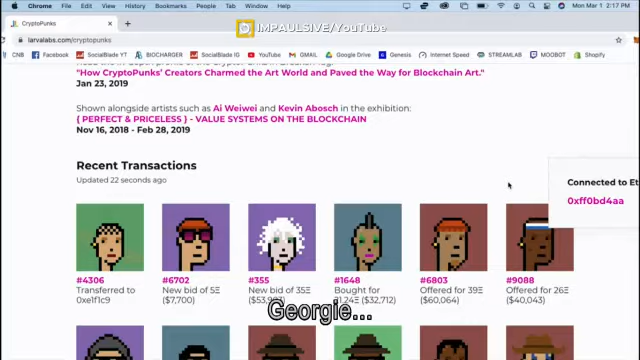 Chrome File Edit View History Bookmarks People Tab Window Help
Mon Mar 1 2:17 PM
IMPAULSIVE/YouTube
CryptoPunks
larvalabs.com/cryptopunks
CNB Facebook SocialBlade YT BIOCHARGER SocialBlade IG YouTube Google Genesis Internet Speed STREAMLAB MOOBOT Shopify
"How CryptoPunks' Creators Charmed the Art World and Paved the Way for Blockchain Art."
Jan 23, 2019
Shown alongside artists such as Ai Weiwei and Kevin Abosch in the exhibition:
{ PERFECT & PRICELESS } - VALUE SYSTEMS ON THE BLOCKCHAIN
Nov 16, 2018 - Feb 28, 2019
Recent Transactions
Updated 22 seconds ago
Connected to Et
0xff0bd4aa
#4306 #6702 #355 #1648 #6803 #9088
Transferred to New bid of 5Ξ New bid of 35Ξ Bought for Offered for 39Ξ Offered for 26Ξ
0xe1f1c9 ($7,700) 21.24Ξ ($32,712) ($60,064) ($40,043)
Georgie...